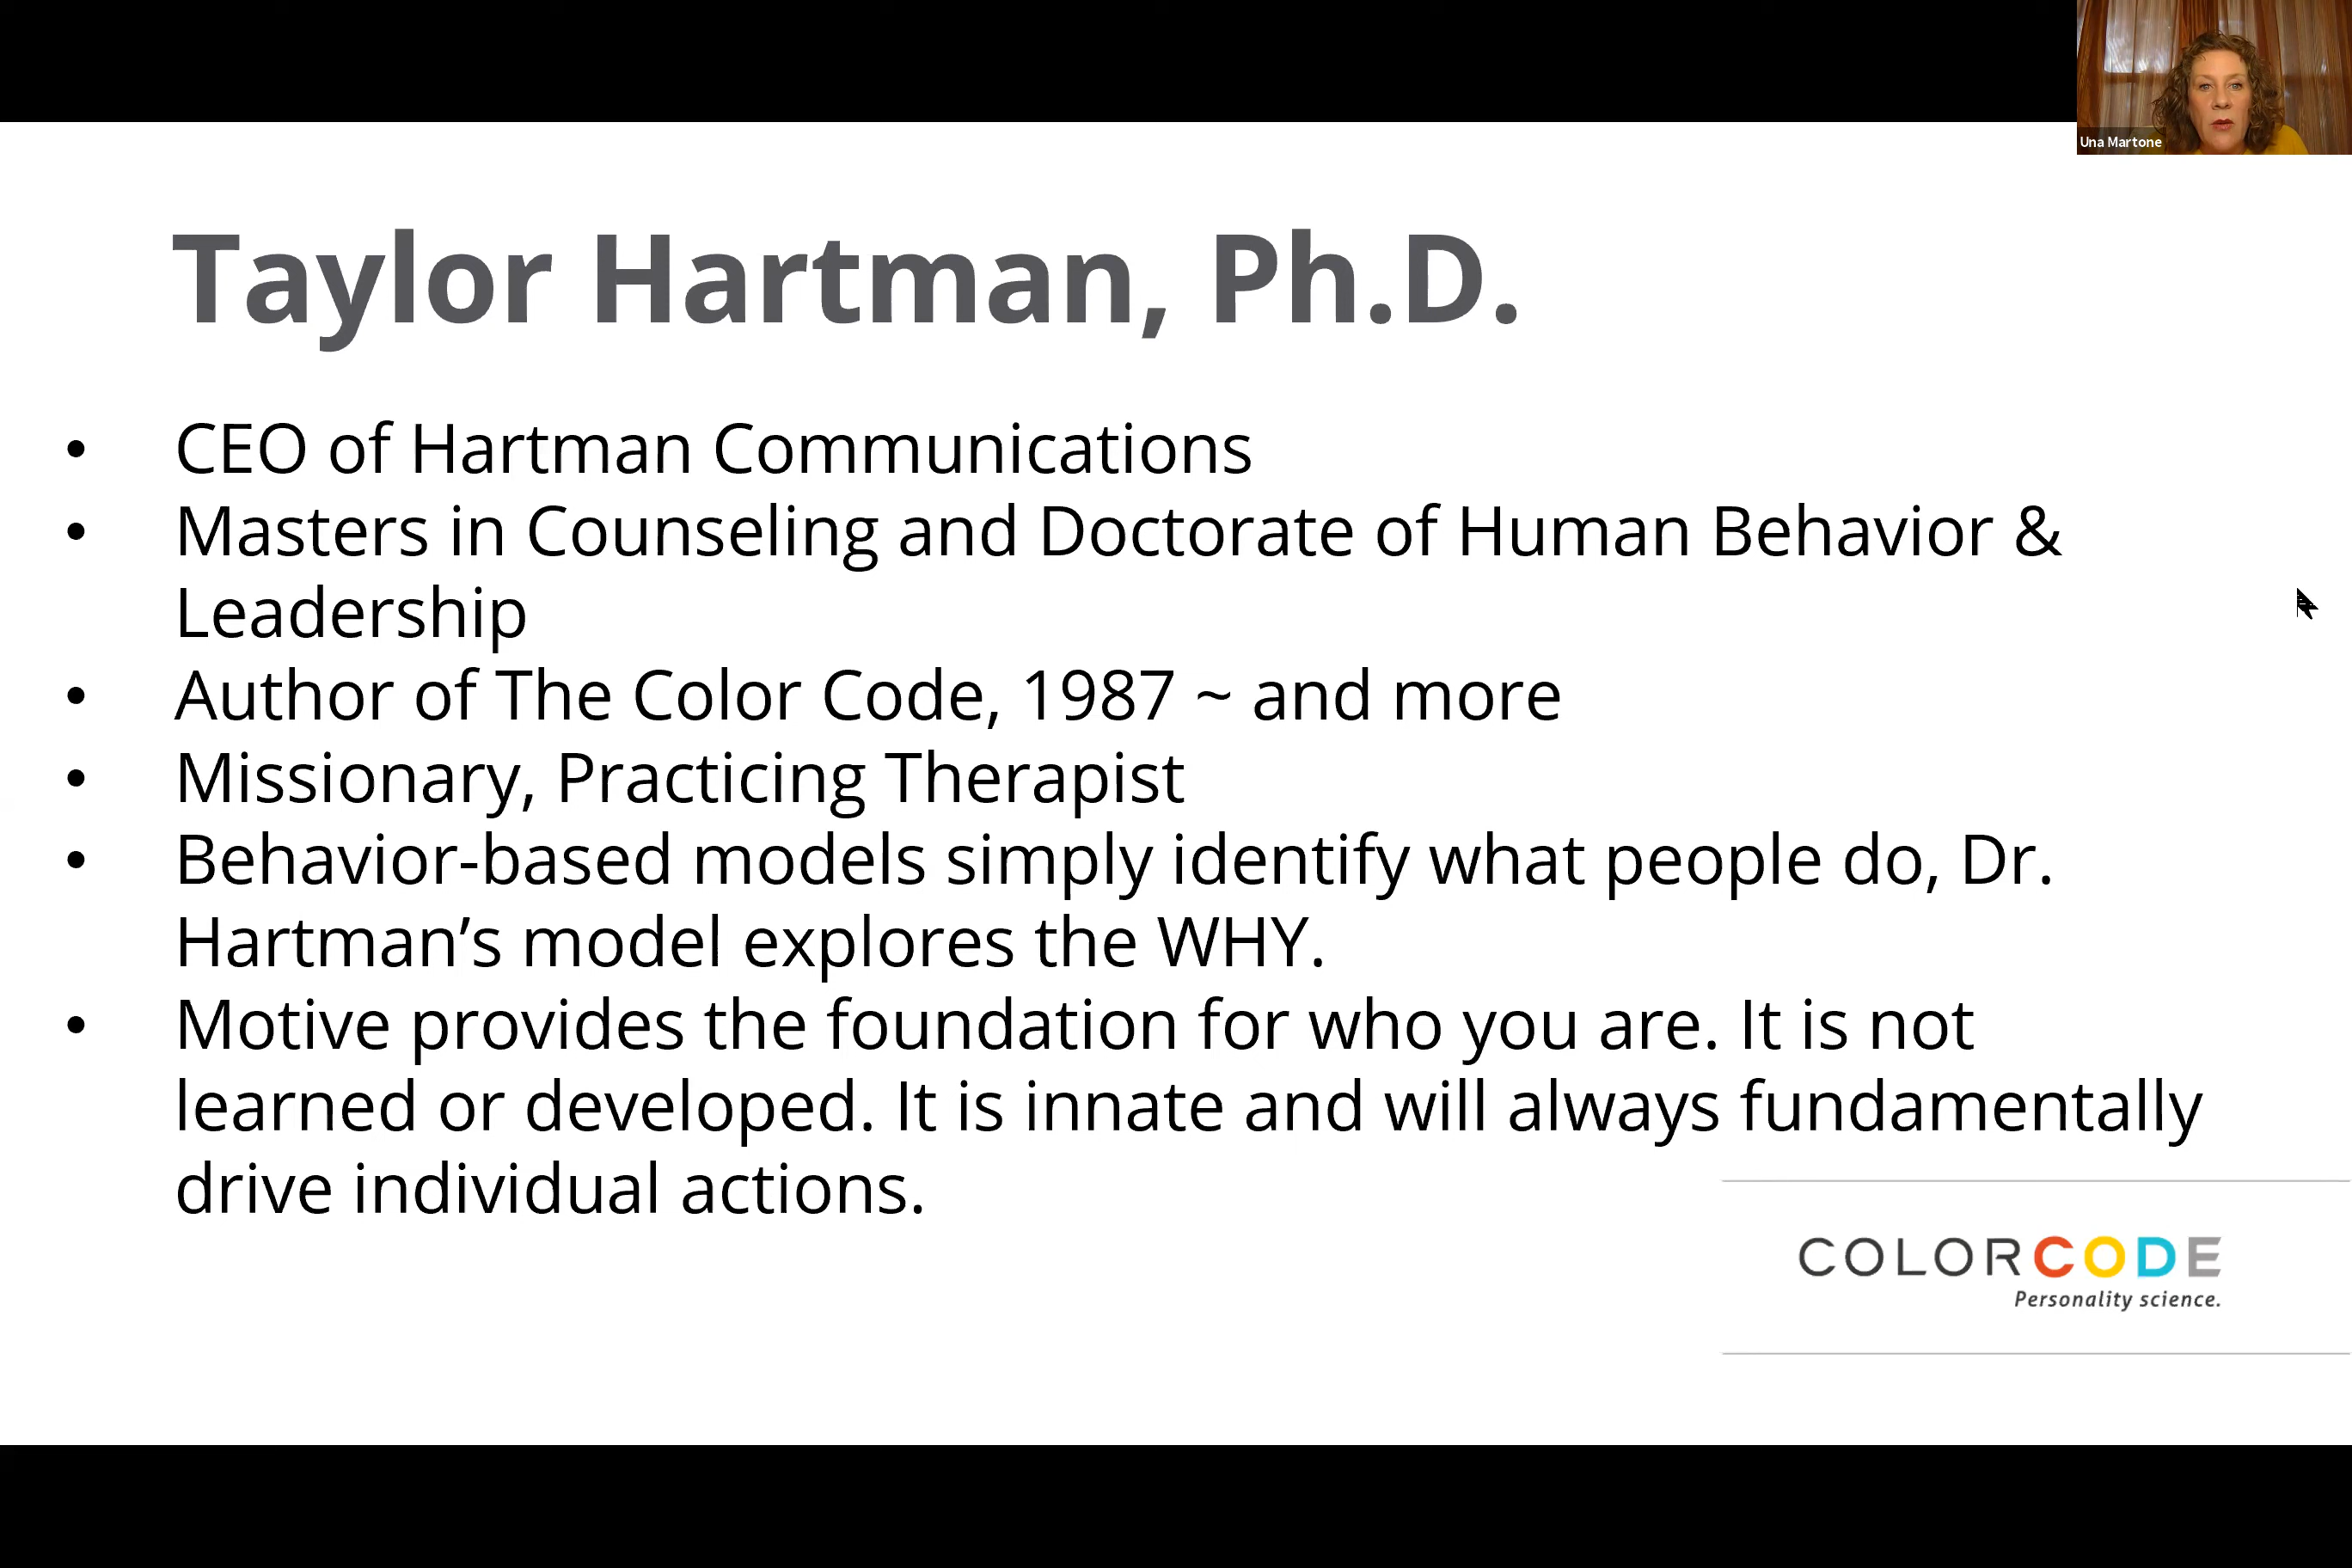 Una Martone
Taylor Hartman, Ph.D.
• CEO of Hartman Communications
• Masters in Counseling and Doctorate of Human Behavior &
Leadership
• Author of The Color Code, 1987 ~ and more
• Missionary, Practicing Therapist
• Behavior-based models simply identify what people do, Dr.
Hartman’s model explores the WHY.
• Motive provides the foundation for who you are. It is not
learned or developed. It is innate and will always fundamentally
drive individual actions.
COLORCODE
Personality science.